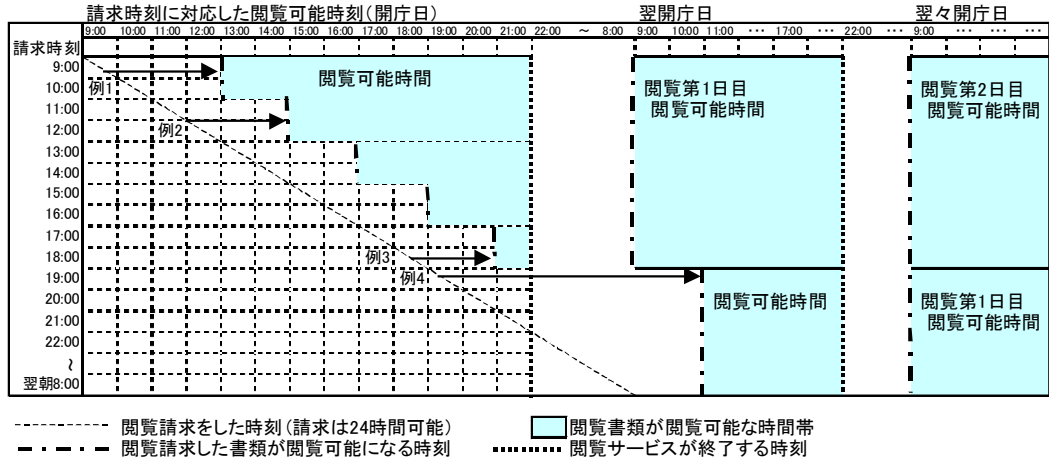 請求時刻に対応した閲覧可能時刻(開庁日) 翌開庁日 翌々開庁日
9:00 10:00 11:00 12:00 13:00 14:00 15:00 16:00 17:00 18:00 19:00 20:00 21:00 22:00 ～ 8:00 9:00 10:00 11:00 … 17:00 … 22:00 … 9:00 … … …
請求時刻
9:00
10:00
11:00
12:00
13:00
14:00
15:00
16:00
17:00
18:00
19:00
20:00
21:00
22:00
～
翌朝8:00
例1
例2
例3
例4
閲覧可能時間
閲覧第1日目
閲覧可能時間
閲覧第2日目
閲覧可能時間
閲覧可能時間
閲覧第1日目
閲覧可能時間
閲覧請求をした時刻(請求は24時間可能) 閲覧書類が閲覧可能な時間帯
閲覧請求した書類が閲覧可能になる時刻 閲覧サービスが終了する時刻